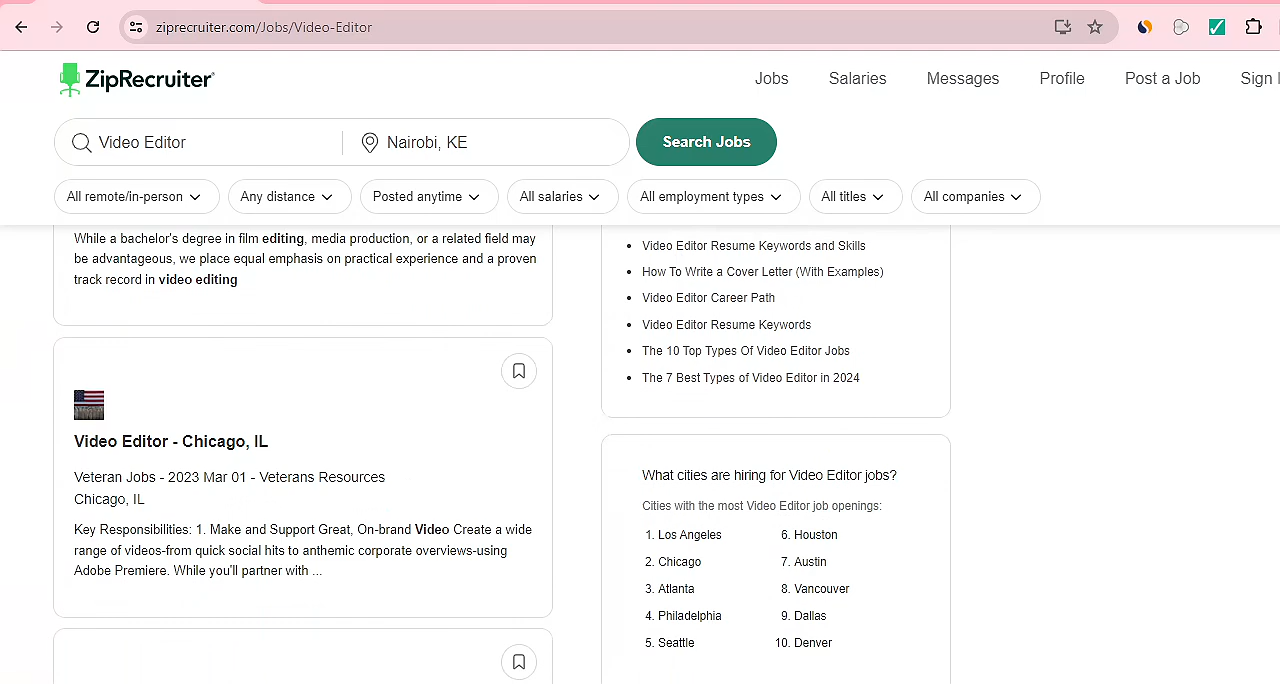 ziprecruiter.com/Jobs/Video-Editor
ZipRecruiter
Jobs Salaries Messages Profile Post a Job Sign
Video Editor Nairobi, KE Search Jobs
All remote/in-person Any distance Posted anytime All salaries All employment types All titles All companies
While a bachelor's degree in film editing, media production, or a related field may
be advantageous, we place equal emphasis on practical experience and a proven
track record in video editing
Video Editor - Chicago, IL
Veteran Jobs - 2023 Mar 01 - Veterans Resources
Chicago, IL
Key Responsibilities: 1. Make and Support Great, On-brand Video Create a wide
range of videos-from quick social hits to anthemic corporate overviews-using
Adobe Premiere. While you'll partner with ...
• Video Editor Resume Keywords and Skills
• How To Write a Cover Letter (With Examples)
• Video Editor Career Path
• Video Editor Resume Keywords
• The 10 Top Types Of Video Editor Jobs
• The 7 Best Types of Video Editor in 2024
What cities are hiring for Video Editor jobs?
Cities with the most Video Editor job openings:
1. Los Angeles
2. Chicago
3. Atlanta
4. Philadelphia
5. Seattle
6. Houston
7. Austin
8. Vancouver
9. Dallas
10. Denver